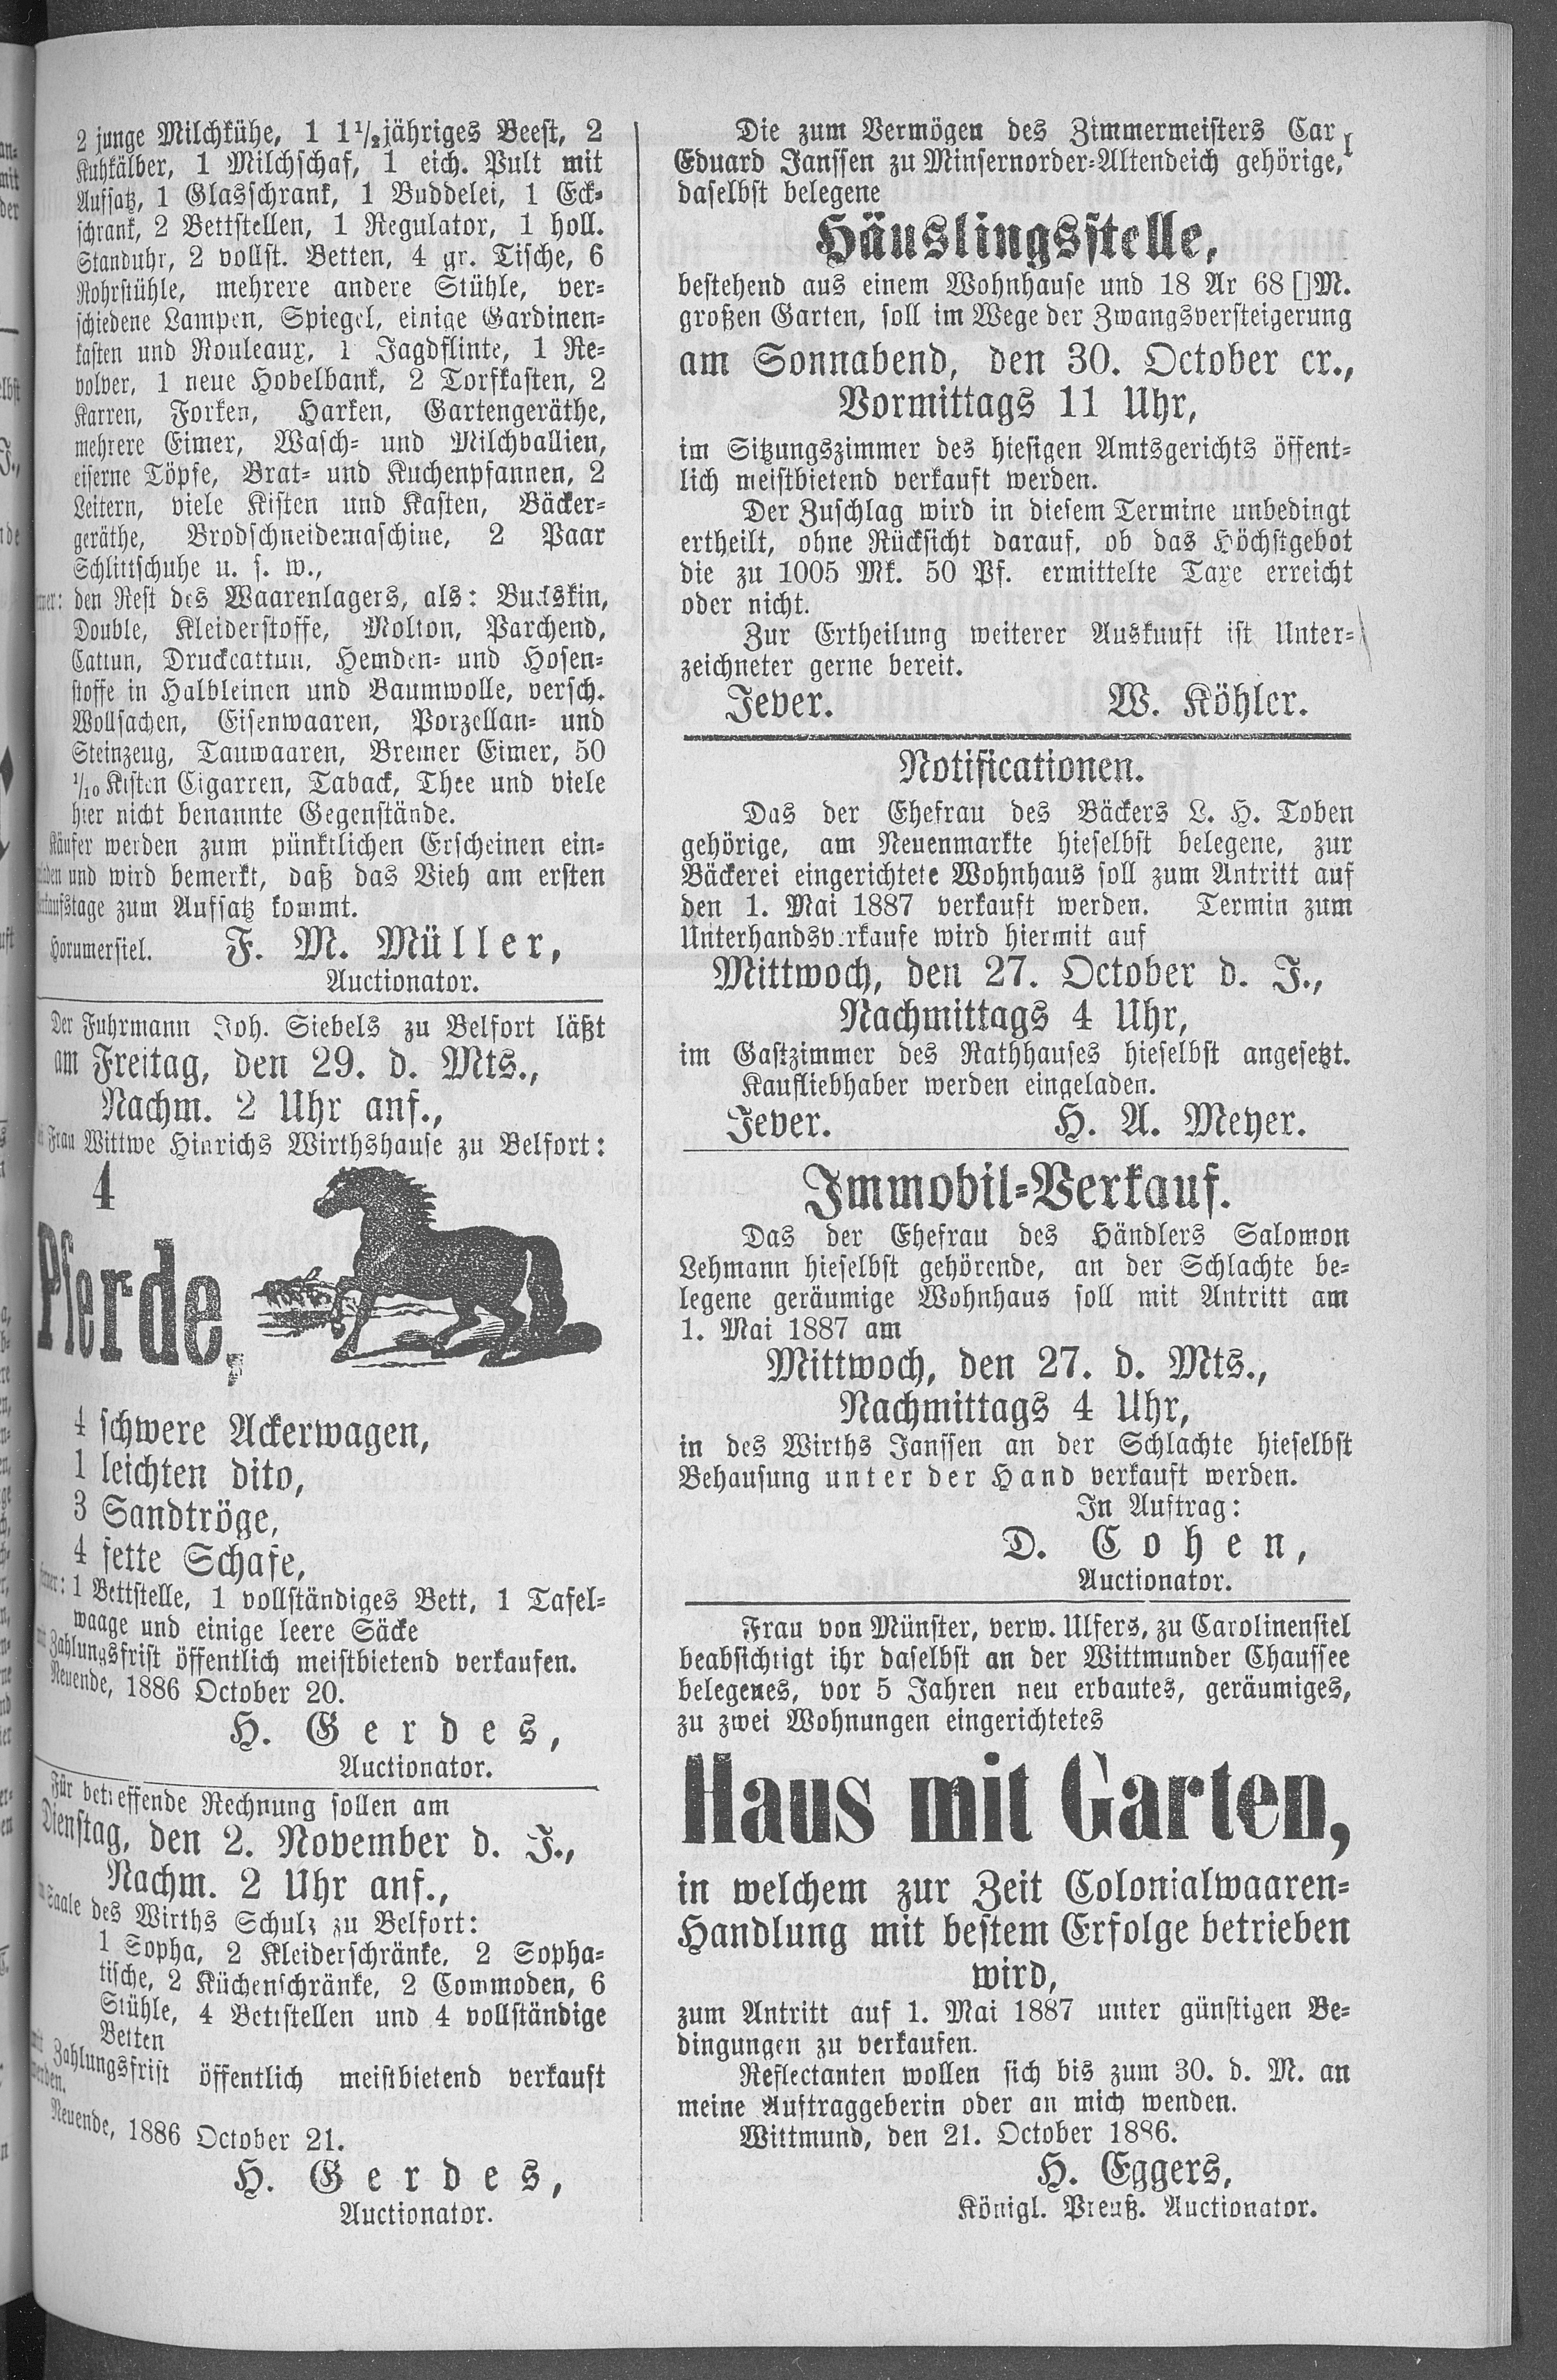 2 junge Milchkühe, 1 1½jähriges Beest, 2
Kuhkälber, 1 Milchschaf, 1 eich. Pult mit
Aufsatz, 1 Glasschrank, 1 Buddelei, 1 Eck-
schrank, 2 Bettstellen, 1 Regulator, 1 holl.
Standuhr, 2 vollst. Betten, 4 gr. Tische, 6
Rohrstühle, mehrere andere Stühle, ver-
schiedene Lampen, Spiegel, einige Gardinen-
kasten und Rouleaux, 1 Jagdflinte, 1 Re-
volver, 1 neue Hobelbank, 2 Torfkasten, 2
Karren, Forken, Harken, Gartengeräthe,
mehrere Eimer, Wasch- und Milchballien,
eiserne Töpfe, Brat- und Kuchenpfannen, 2
Leitern, viele Kisten und Kasten, Bäcker-
geräthe, Brodschneidemaschine, 2 Paar
Schlittschuhe u. s. w.,
den Rest des Waarenlagers, als: Buckskin,
Double, Kleiderstoffe, Molton, Parchend,
Cattun, Druckcattun, Hemden- und Hosen-
stoffe in Halbleinen und Baumwolle, versch.
Wollsachen, Eisenwaaren, Porzellan- und
Steinzeug, Tauwaaren, Bremer Eimer, 50
1/10 Kisten Cigarren, Taback, Thee und viele
hier nicht benannte Gegenstände.
Käufer werden zum pünktlichen Erscheinen ein-
und wird bemerkt, daß das Vieh am ersten
zum Aufsatz kommt.
Horumersiel. F. M. Müller,
Auctionator.
Der Fuhrmann Joh. Siebels zu Belfort läßt
am Freitag, den 29. d. Mts.,
Nachm. 2 Uhr anf.,
Frau Wittwe Hinrichs Wirthshause zu Belfort:
4
Pferde,
4 schwere Ackerwagen,
1 leichten dito,
3 Sandtröge,
4 fette Schafe,
1 Bettstelle, 1 vollständiges Bett, 1 Tafel-
waage und einige leere Säcke
Zahlungsfrist öffentlich meistbietend verkaufen.
Neuende, 1886 October 20.
H. Gerdes,
Auctionator.
Für betreffende Rechnung sollen am
Dienstag, den 2. November d. J.,
Nachm. 2 Uhr anf.,
Saale des Wirths Schulz zu Belfort:
1 Sopha, 2 Kleiderschränke, 2 Sopha-
tische, 2 Küchenschränke, 2 Commoden, 6
Stühle, 4 Bettstellen und 4 vollständige
Betten
mit Zahlungsfrist öffentlich meistbietend verkauft
werden.
Neuende, 1886 October 21.
H. Gerdes,
Auctionator.
Die zum Vermögen des Zimmermeisters Carl
Eduard Janssen zu Minsernorder-Altendeich gehörige,
daselbst belegene
Häuslingsstelle,
bestehend aus einem Wohnhause und 18 Ar 68 []M.
großen Garten, soll im Wege der Zwangsversteigerung
am Sonnabend, den 30. October cr.,
Vormittags 11 Uhr,
im Sitzungszimmer des hiesigen Amtsgerichts öffent-
lich meistbietend verkauft werden.
Der Zuschlag wird in diesem Termine unbedingt
ertheilt, ohne Rücksicht darauf, ob das Höchstgebot
die zu 1005 Mk. 50 Pf. ermittelte Taxe erreicht
oder nicht.
Zur Ertheilung weiterer Auskunft ist Unter-
zeichneter gerne bereit.
Jever. W. Köhler.
Notificationen.
Das der Ehefrau des Bäckers L. H. Toben
gehörige, am Neuenmarkte hieselbst belegene, zur
Bäckerei eingerichtete Wohnhaus soll zum Antritt auf
den 1. Mai 1887 verkauft werden. Termin zum
Unterhandsverkaufe wird hiermit auf
Mittwoch, den 27. October d. J.,
Nachmittags 4 Uhr,
im Gastzimmer des Rathhauses hieselbst angesetzt.
Kaufliebhaber werden eingeladen.
Jever. H. A. Meyer.
Immobil-Verkauf.
Das der Ehefrau des Händlers Salomon
Lehmann hieselbst gehörende, an der Schlachte be-
legene geräumige Wohnhaus soll mit Antritt am
1. Mai 1887 am
Mittwoch, den 27. d. Mts.,
Nachmittags 4 Uhr,
in des Wirths Janssen an der Schlachte hieselbst
Behausung unter der Hand verkauft werden.
In Auftrag:
D. Cohen,
Auctionator.
Frau von Münster, verw. Ulfers, zu Carolinensiel
beabsichtigt ihr daselbst an der Wittmunder Chaussee
belegenes, vor 5 Jahren neu erbautes, geräumiges,
zu zwei Wohnungen eingerichtetes
Haus mit Garten,
in welchem zur Zeit Colonialwaaren-
Handlung mit bestem Erfolge betrieben
wird,
zum Antritt auf 1. Mai 1887 unter günstigen Be-
dingungen zu verkaufen.
Reflectanten wollen sich bis zum 30. d. M. an
meine Auftraggeberin oder an mich wenden.
Wittmund, den 21. October 1886.
H. Eggers,
Königl. Preuß. Auctionator.